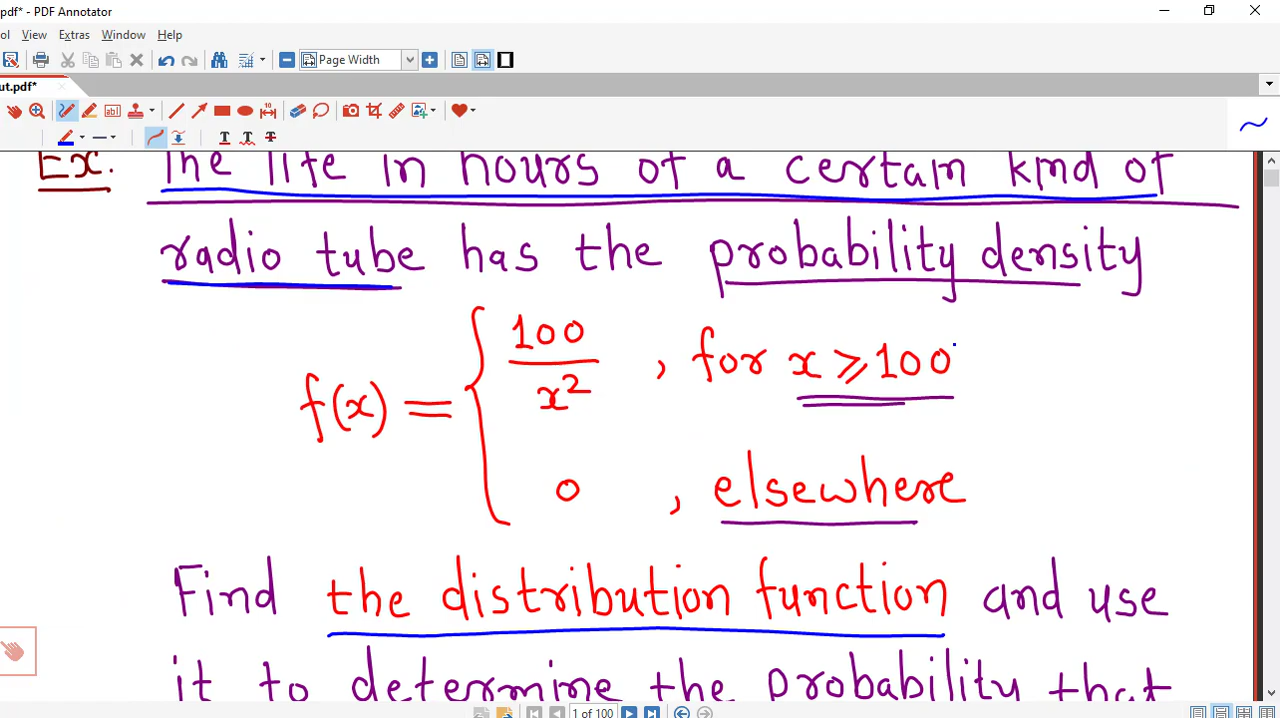 .pdf* - PDF Annotator
ol View Extras Window Help
Page Width
ut.pdf*
Ex. The life in hours of a certain kind of
radio tube has the probability density
f(x) = { 100/x² , for x ⩾ 100
0 , elsewhere
Find the distribution function and use
it to determine the probability that
1 of 100